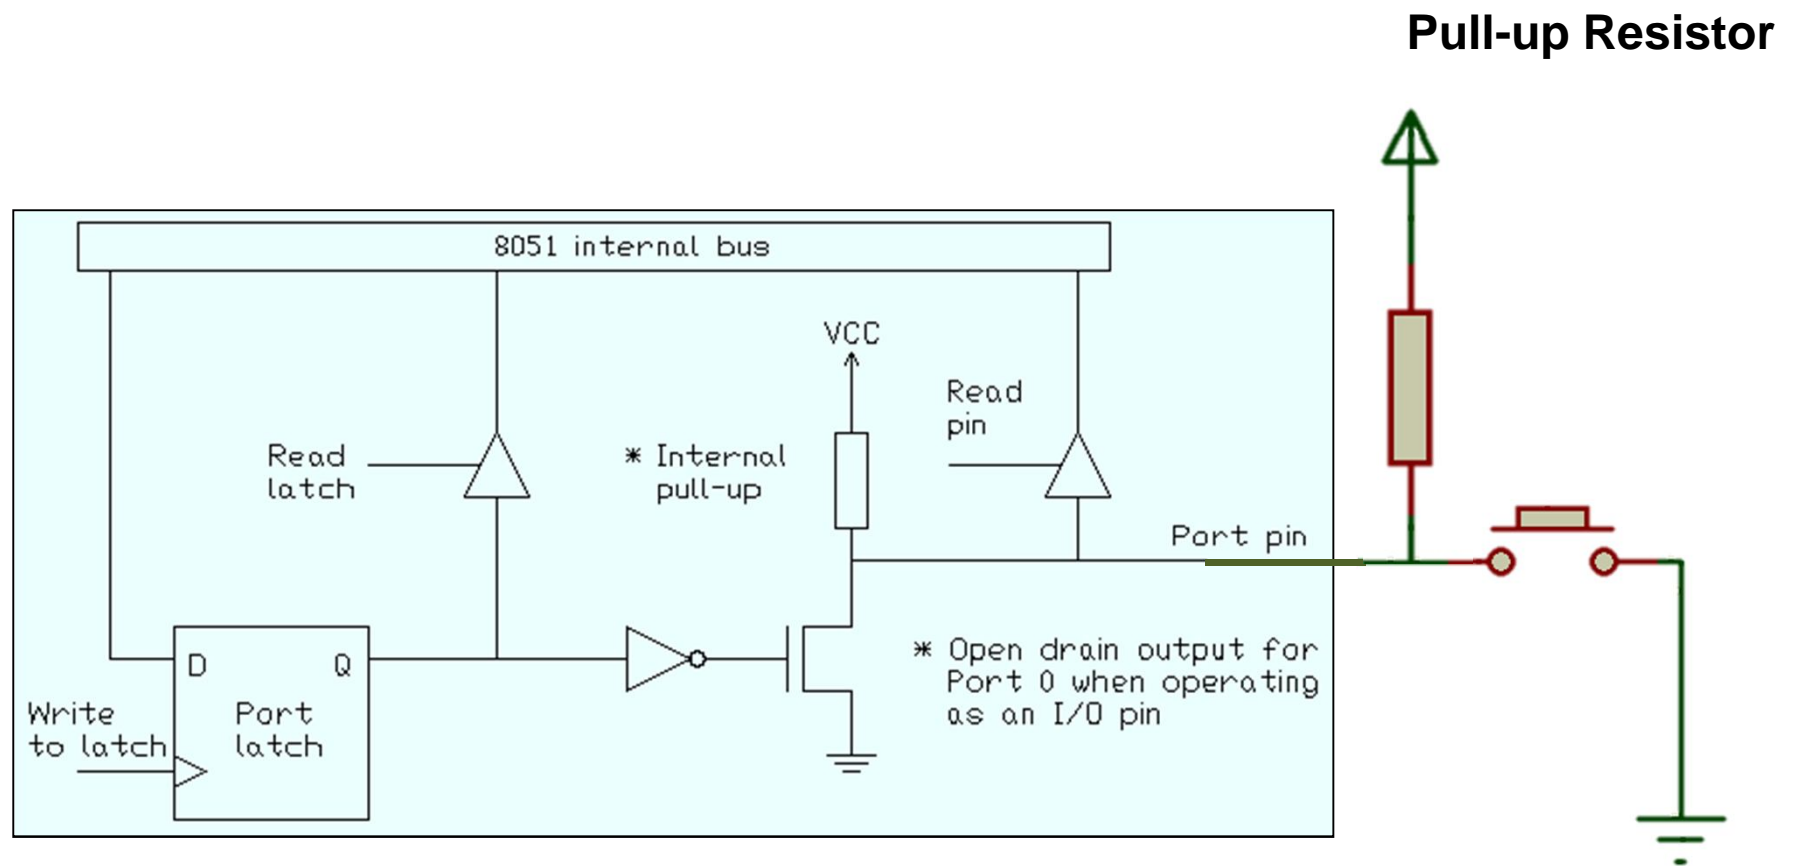 Pull-up Resistor
8051 internal bus
VCC
Read
pin
Read
latch
* Internal
pull-up
Port pin
D
Q
* Open drain output for
Port 0 when operating
as an I/O pin
Write
to latch
Port
latch